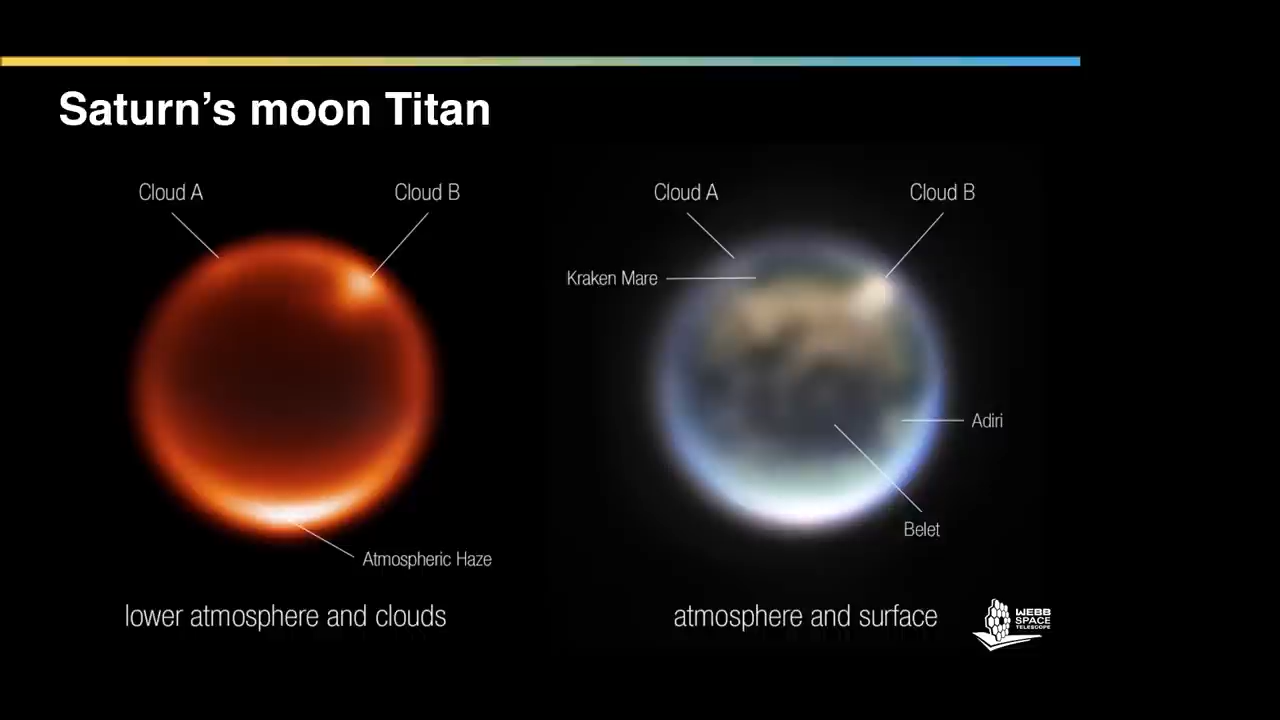 Saturn’s moon Titan
Cloud A
Cloud B
Atmospheric Haze
lower atmosphere and clouds
Cloud A
Cloud B
Kraken Mare
Adiri
Belet
atmosphere and surface
WEBB
SPACE
TELESCOPE